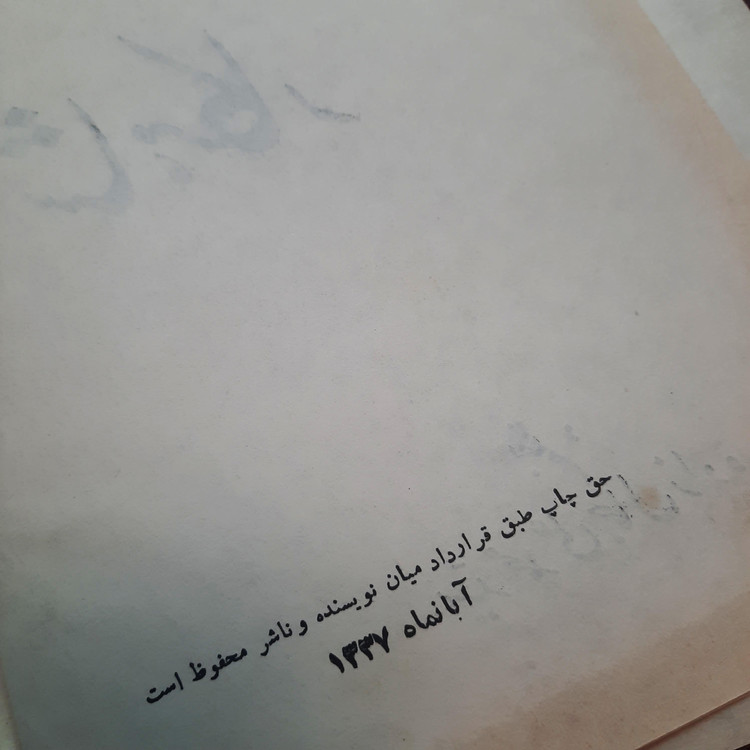 حق چاپ طبق قرارداد میان نویسنده و ناشر محفوظ است
آبانماه ۱۳۳۷